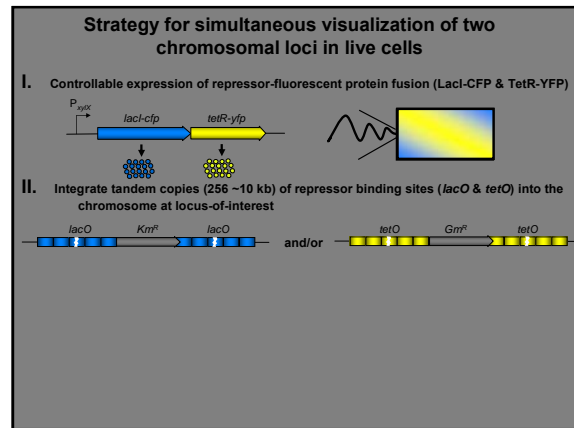 Strategy for simultaneous visualization of two
chromosomal loci in live cells
I. Controllable expression of repressor-fluorescent protein fusion (LacI-CFP & TetR-YFP)
PxylX
lacI-cfp tetR-yfp
II. Integrate tandem copies (256 ~10 kb) of repressor binding sites (lacO & tetO) into the
chromosome at locus-of-interest
lacO KmR lacO and/or tetO GmR tetO